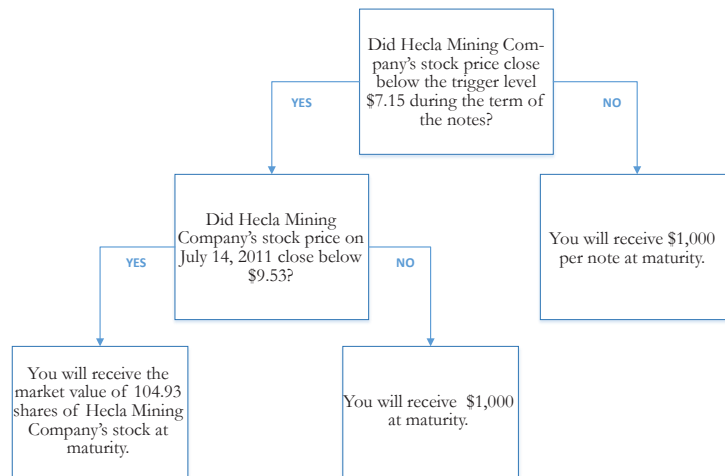 Did Hecla Mining Com-
pany's stock price close
below the trigger level
$7.15 during the term of
the notes?
YES
NO
Did Hecla Mining
Company's stock price on
July 14, 2011 close below
$9.53?
You will receive $1,000
per note at maturity.
YES
NO
You will receive the
market value of 104.93
shares of Hecla Mining
Company's stock at
maturity.
You will receive $1,000
at maturity.